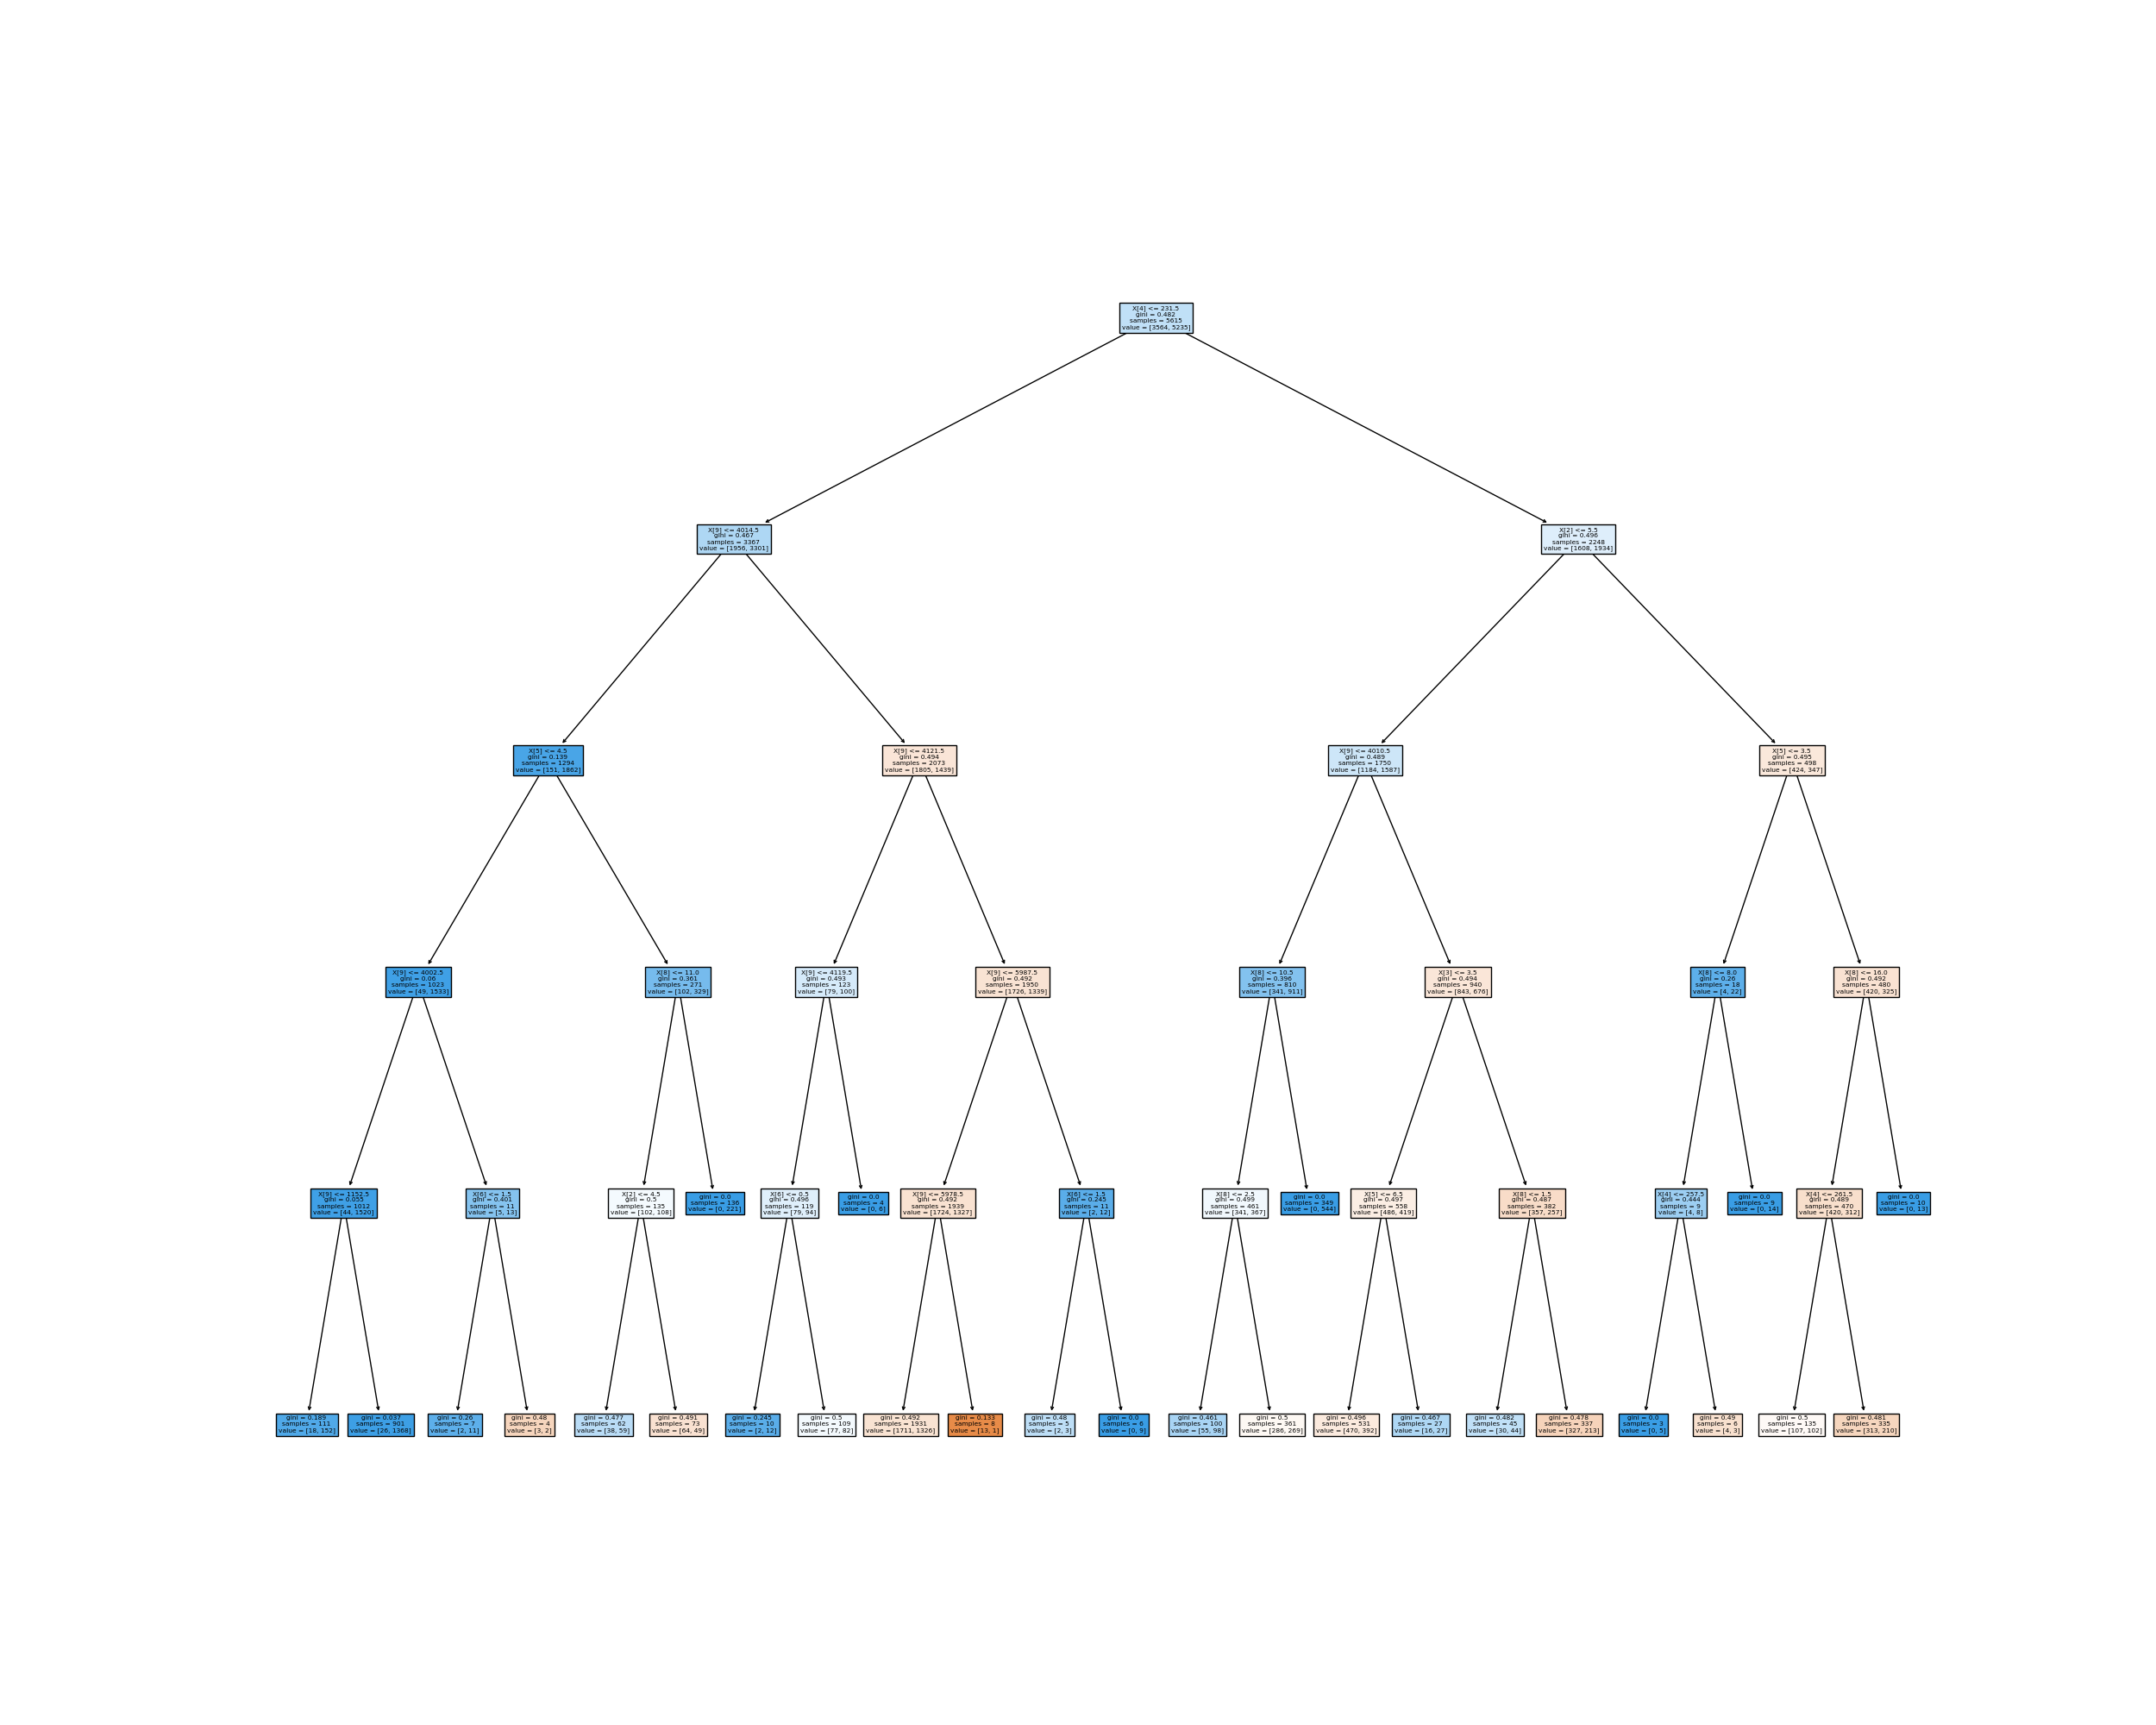 X[4] <= 231.5
gini = 0.482
samples = 5615
value = [3564, 5235]
X[9] <= 4014.5
gini = 0.467
samples = 3367
value = [1956, 3301]
X[2] <= 5.5
gini = 0.496
samples = 2248
value = [1608, 1934]
X[5] <= 4.5
gini = 0.139
samples = 1294
value = [151, 1862]
X[9] <= 4121.5
gini = 0.494
samples = 2073
value = [1805, 1439]
X[9] <= 4010.5
gini = 0.489
samples = 1750
value = [1184, 1587]
X[5] <= 3.5
gini = 0.495
samples = 498
value = [424, 347]
X[9] <= 4002.5
gini = 0.06
samples = 1023
value = [49, 1533]
X[8] <= 11.0
gini = 0.361
samples = 271
value = [102, 329]
X[9] <= 4119.5
gini = 0.493
samples = 123
value = [79, 100]
X[9] <= 5987.5
gini = 0.492
samples = 1950
value = [1726, 1339]
X[8] <= 10.5
gini = 0.396
samples = 810
value = [341, 911]
X[3] <= 3.5
gini = 0.494
samples = 940
value = [843, 676]
X[8] <= 8.0
gini = 0.26
samples = 18
value = [4, 22]
X[8] <= 16.0
gini = 0.492
samples = 480
value = [420, 325]
X[9] <= 1152.5
gini = 0.055
samples = 1012
value = [44, 1520]
X[6] <= 1.5
gini = 0.401
samples = 11
value = [5, 13]
X[2] <= 4.5
gini = 0.5
samples = 135
value = [102, 108]
gini = 0.0
samples = 136
value = [0, 221]
X[6] <= 0.5
gini = 0.496
samples = 119
value = [79, 94]
gini = 0.0
samples = 4
value = [0, 6]
X[9] <= 5978.5
gini = 0.492
samples = 1939
value = [1724, 1327]
X[6] <= 1.5
gini = 0.245
samples = 11
value = [2, 12]
X[8] <= 2.5
gini = 0.499
samples = 461
value = [341, 367]
gini = 0.0
samples = 349
value = [0, 544]
X[5] <= 6.5
gini = 0.497
samples = 558
value = [486, 419]
X[8] <= 1.5
gini = 0.487
samples = 382
value = [357, 257]
X[4] <= 257.5
gini = 0.444
samples = 9
value = [4, 8]
gini = 0.0
samples = 9
value = [0, 14]
X[4] <= 261.5
gini = 0.489
samples = 470
value = [420, 312]
gini = 0.0
samples = 10
value = [0, 13]
gini = 0.189
samples = 111
value = [18, 152]
gini = 0.037
samples = 901
value = [26, 1368]
gini = 0.26
samples = 7
value = [2, 11]
gini = 0.48
samples = 4
value = [3, 2]
gini = 0.477
samples = 62
value = [38, 59]
gini = 0.491
samples = 73
value = [64, 49]
gini = 0.245
samples = 10
value = [2, 12]
gini = 0.5
samples = 109
value = [77, 82]
gini = 0.492
samples = 1931
value = [1711, 1326]
gini = 0.133
samples = 8
value = [13, 1]
gini = 0.48
samples = 5
value = [2, 3]
gini = 0.0
samples = 6
value = [0, 9]
gini = 0.461
samples = 100
value = [55, 98]
gini = 0.5
samples = 361
value = [286, 269]
gini = 0.496
samples = 531
value = [470, 392]
gini = 0.467
samples = 27
value = [16, 27]
gini = 0.482
samples = 45
value = [30, 44]
gini = 0.478
samples = 337
value = [327, 213]
gini = 0.0
samples = 3
value = [0, 5]
gini = 0.49
samples = 6
value = [4, 3]
gini = 0.5
samples = 135
value = [107, 102]
gini = 0.481
samples = 335
value = [313, 210]